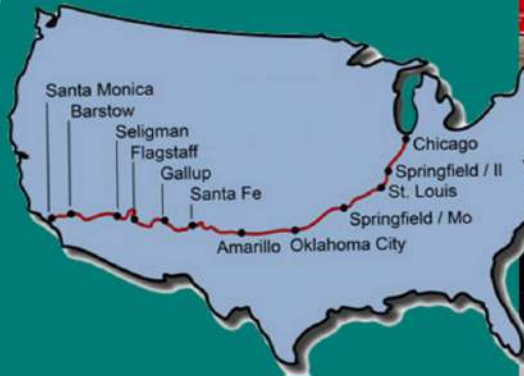 Santa Monica
Barstow
Seligman
Flagstaff
Gallup
Santa Fe
Chicago
Springfield / Il
St. Louis
Springfield / Mo
Amarillo
Oklahoma City